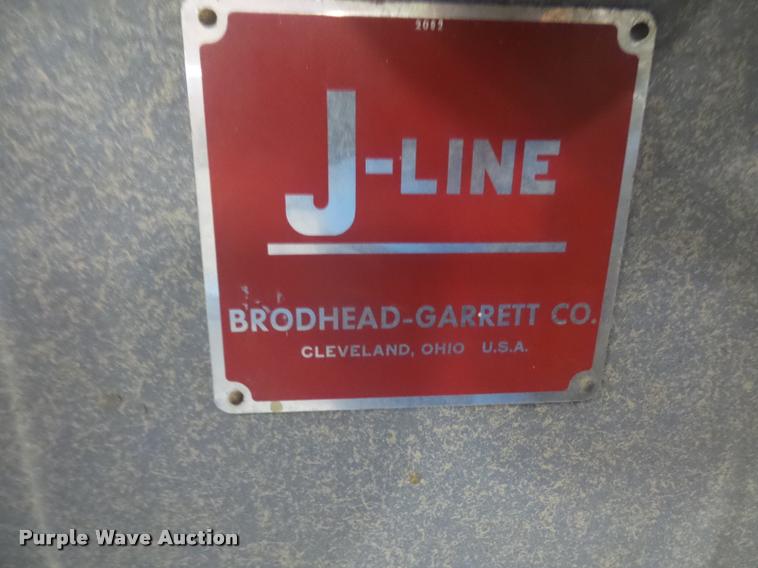 2082
J-LINE
BRODHEAD-GARRETT CO.
CLEVELAND, OHIO U.S.A.
Purple Wave Auction